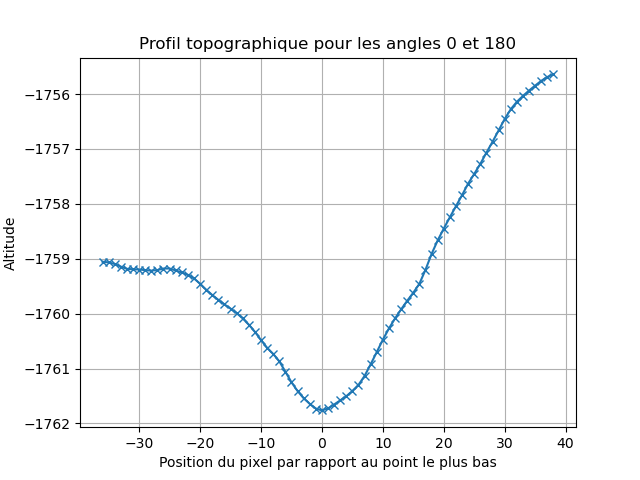 Profil topographique pour les angles 0 et 180
−1756
−1757
−1758
−1759
−1760
−1761
−1762
Altitude
−30 −20 −10 0 10 20 30 40
Position du pixel par rapport au point le plus bas